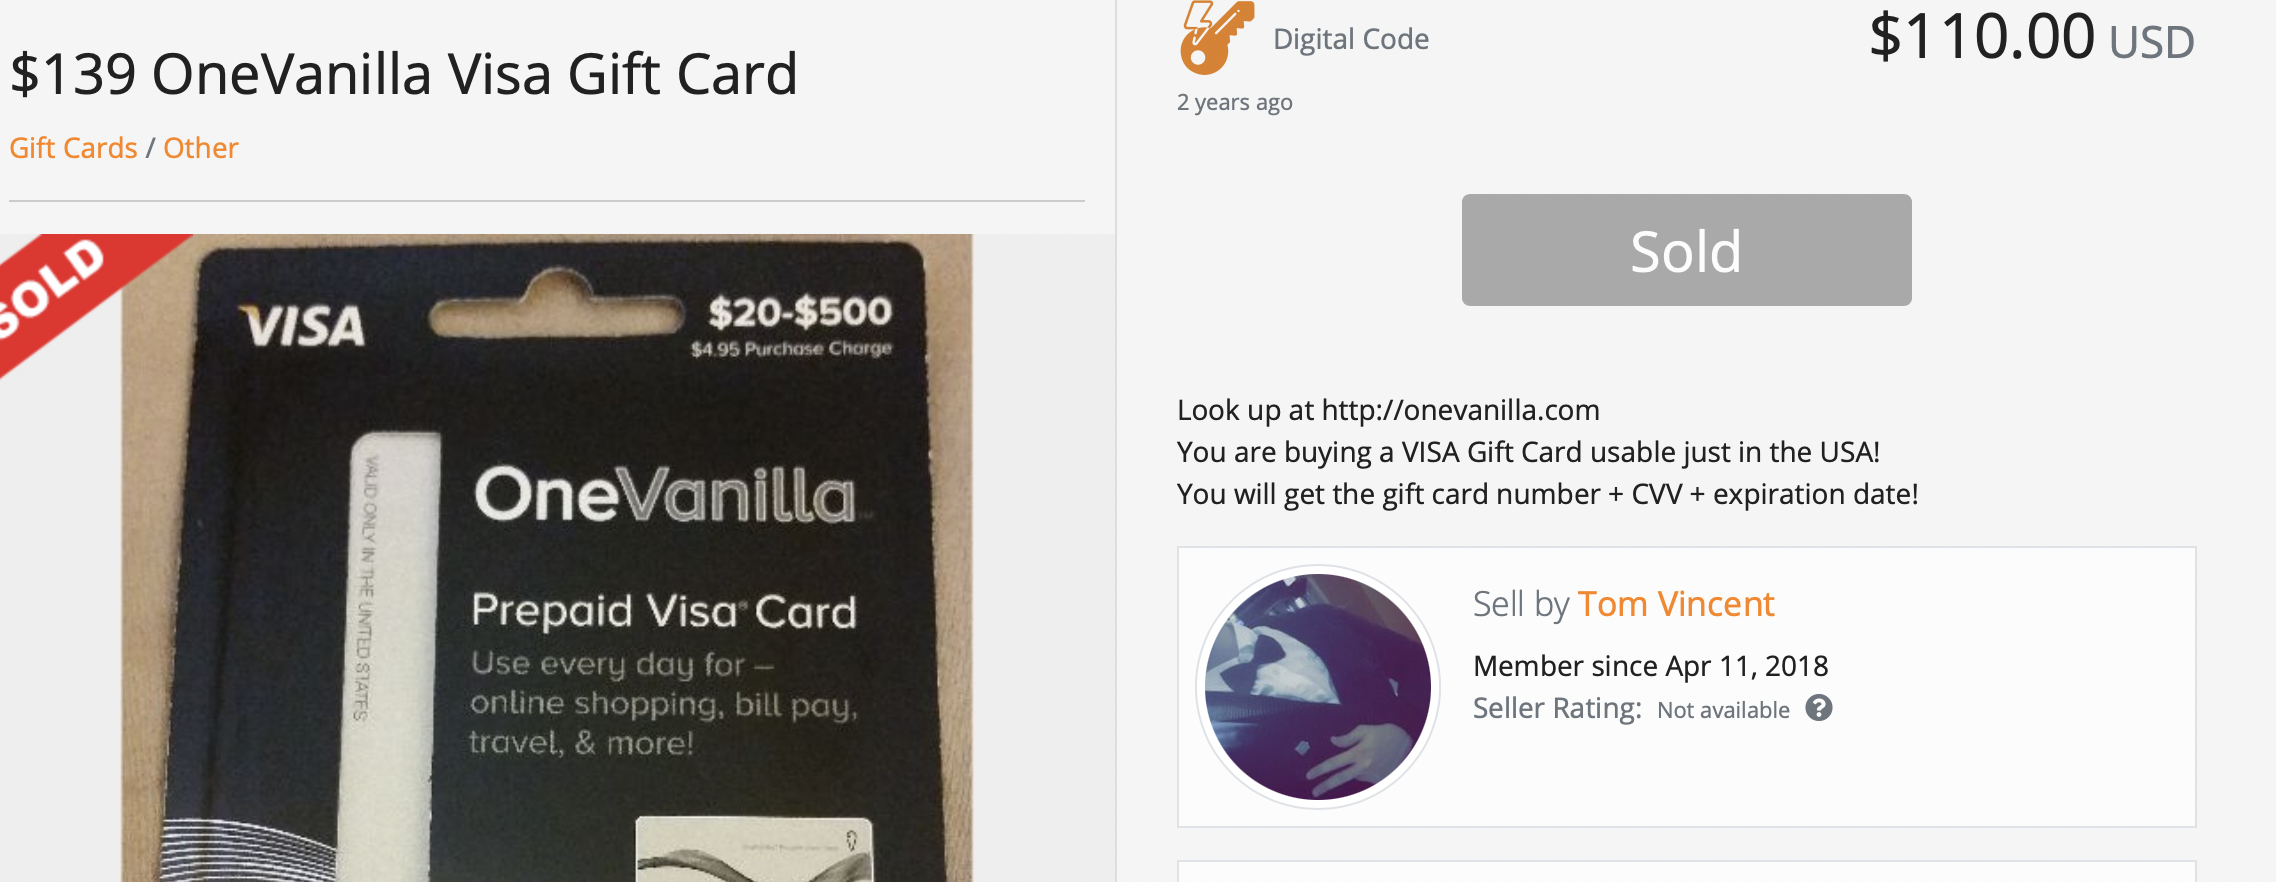 $139 OneVanilla Visa Gift Card
Gift Cards / Other
SOLD
VISA
$20-$500
$4.95 Purchase Charge
VALID ONLY IN THE UNITED STATES
OneVanilla
Prepaid Visa® Card
Use every day for –
online shopping, bill pay,
travel, & more!
Digital Code
$110.00 USD
2 years ago
Sold
Look up at http://onevanilla.com
You are buying a VISA Gift Card usable just in the USA!
You will get the gift card number + CVV + expiration date!
Sell by Tom Vincent
Member since Apr 11, 2018
Seller Rating: Not available ?